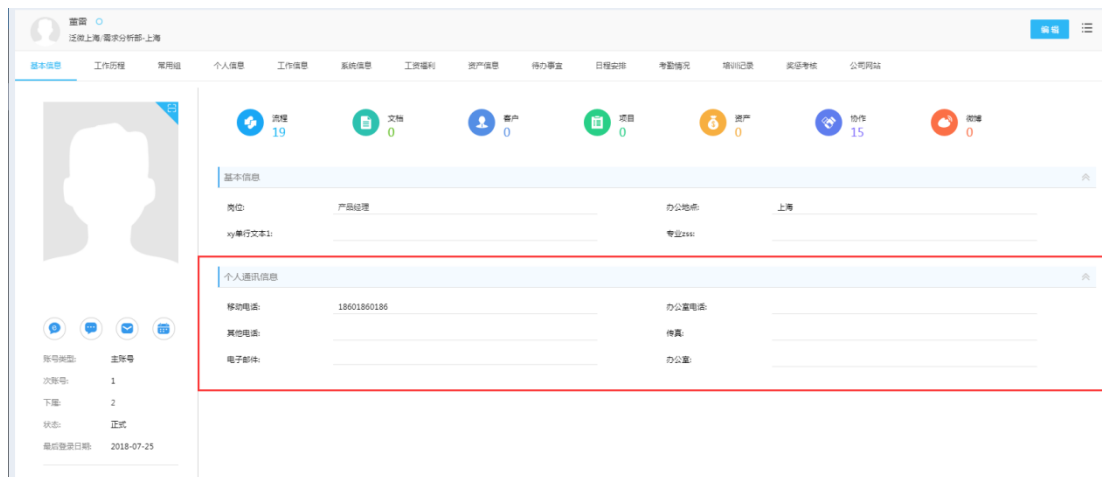 董雷
泛微上海/需求分析部-上海
编辑
基本信息 工作历程 常用组 个人信息 工作信息 系统信息 工资福利 资产信息 待办事宜 日程安排 考勤情况 培训记录 奖惩考核 公司网站
流程 19
文档 0
客户 0
项目 0
资产 0
协作 15
微博 0
基本信息
岗位: 产品经理 办公地点: 上海
xy单行文本1: 专业zss:
个人通讯信息
移动电话: 18601860186 办公室电话:
其他电话: 传真:
电子邮件: 办公室:
账号类型: 主账号
次账号: 1
下属: 2
状态: 正式
最后登录日期: 2018-07-25